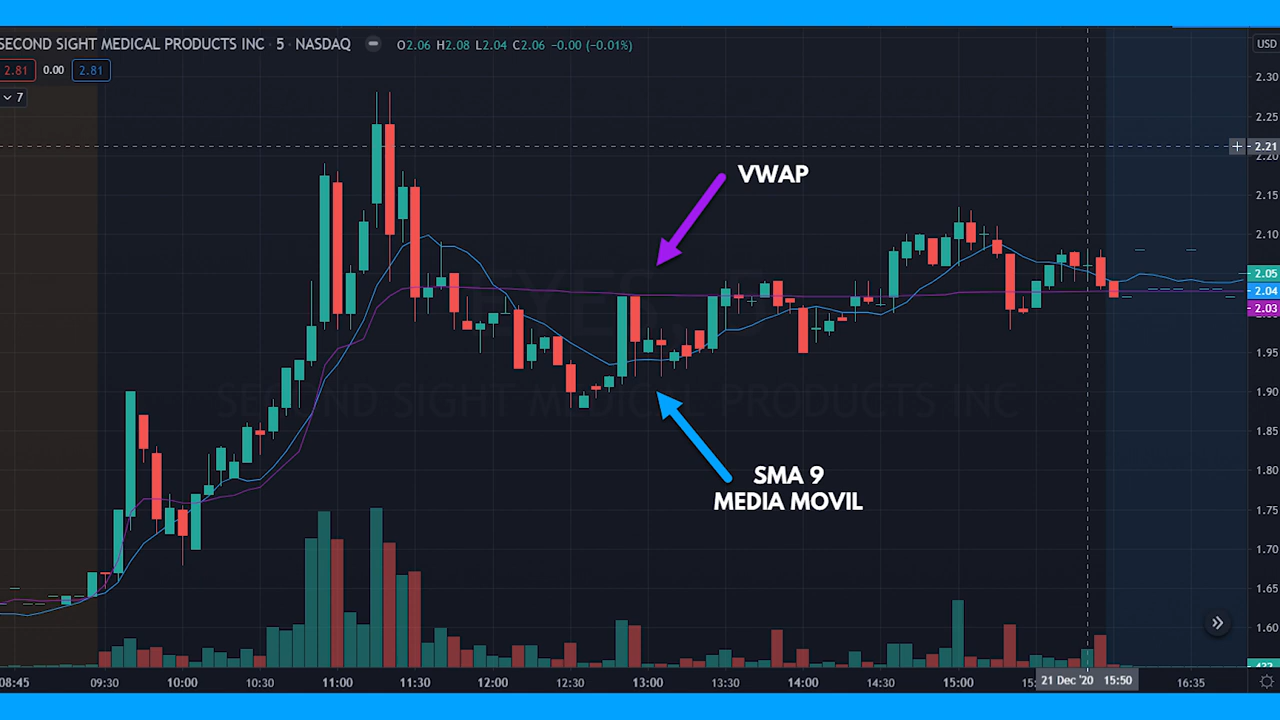 SECOND SIGHT MEDICAL PRODUCTS INC · 5 · NASDAQ O2.06 H2.08 L2.04 C2.06 −0.00 (−0.01%) USD
2.81 0.00 2.81
7
2.30
2.25
2.21
2.20
VWAP
2.15
2.10
2.05
2.04
2.03
1.95
SECOND SIGHT MEDICAL PRODUCTS INC
1.90
1.85
SMA 9
MEDIA MOVIL
1.80
1.75
1.70
1.65
1.60
08:45 09:30 10:00 10:30 11:00 11:30 12:00 12:30 13:00 13:30 14:00 14:30 15:00 21 Dec '20 15:50 16:35